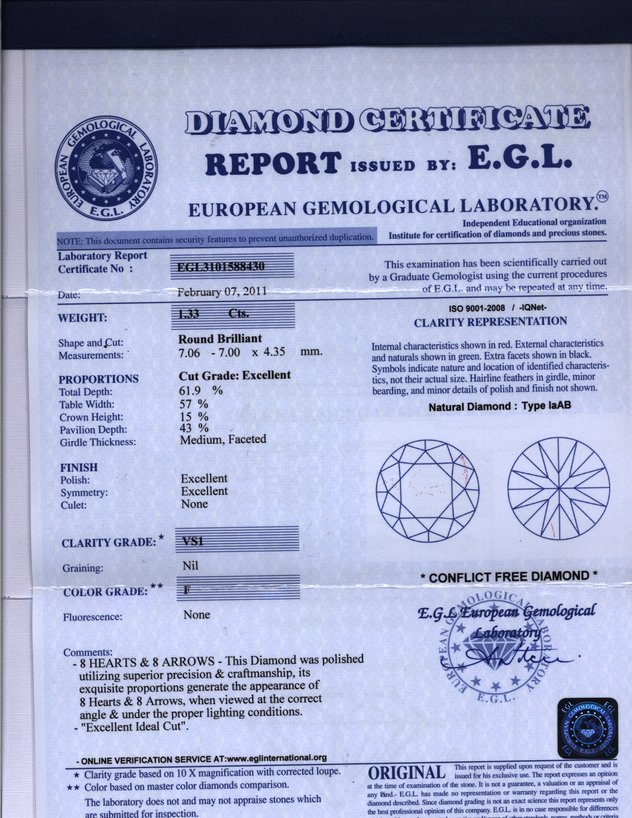 EUROPEAN GEMOLOGICAL LABORATORY
E.G.L.
DIAMOND CERTIFICATE
REPORT ISSUED BY: E.G.L.
EUROPEAN GEMOLOGICAL LABORATORY.™
Independent Educational organization
NOTE: This document contains security features to prevent unauthorized duplication.
Institute for certification of diamonds and precious stones.
Laboratory Report
Certificate No : EGL3101588430
Date: February 07, 2011
This examination has been scientifically carried out
by a Graduate Gemologist using the current procedures
of E.G.L. and may be repeated at any time.
WEIGHT: 1.33 Cts.
Shape and Cut: Round Brilliant
Measurements: 7.06 - 7.00 x 4.35 mm.
PROPORTIONS Cut Grade: Excellent
Total Depth: 61.9 %
Table Width: 57 %
Crown Height: 15 %
Pavilion Depth: 43 %
Girdle Thickness: Medium, Faceted
FINISH
Polish: Excellent
Symmetry: Excellent
Culet: None
CLARITY GRADE: * VS1
Graining: Nil
COLOR GRADE: ** F
Fluorescence: None
ISO 9001-2008 / -IQNet-
CLARITY REPRESENTATION
Internal characteristics shown in red. External characteristics
and naturals shown in green. Extra facets shown in black.
Symbols indicate nature and location of identified characteris-
tics, not their actual size. Hairline feathers in girdle, minor
bearding, and minor details of polish and finish not shown.
Natural Diamond : Type IaAB
* CONFLICT FREE DIAMOND *
E.G.L European Gemological
Laboratory
E.G.L.
Comments:
- 8 HEARTS & 8 ARROWS - This Diamond was polished
utilizing superior precision & craftmanship, its
exquisite proportions generate the appearance of
8 Hearts & 8 Arrows, when viewed at the correct
angle & under the proper lighting conditions.
- "Excellent Ideal Cut".
- ONLINE VERIFICATION SERVICE AT:www.eglinternational.org
★ Clarity grade based on 10 X magnification with corrected loupe.
★★ Color based on master color diamonds comparison.
The laboratory does not and may not appraise stones which
are submitted for inspection.
ORIGINAL
This report is supplied upon request of the customer and is
issued for his exclusive use. The report expresses an opinion
at the time of examination of the stone. It is not a guarantee, a valuation or an appraisal of
any kind.- E.G.L. has made no representation or warranty regarding this report or the
diamond described. Since diamond grading is not an exact science this report represents only
the best professional opinion of this company. E.G.L. is in no case responsible for differences